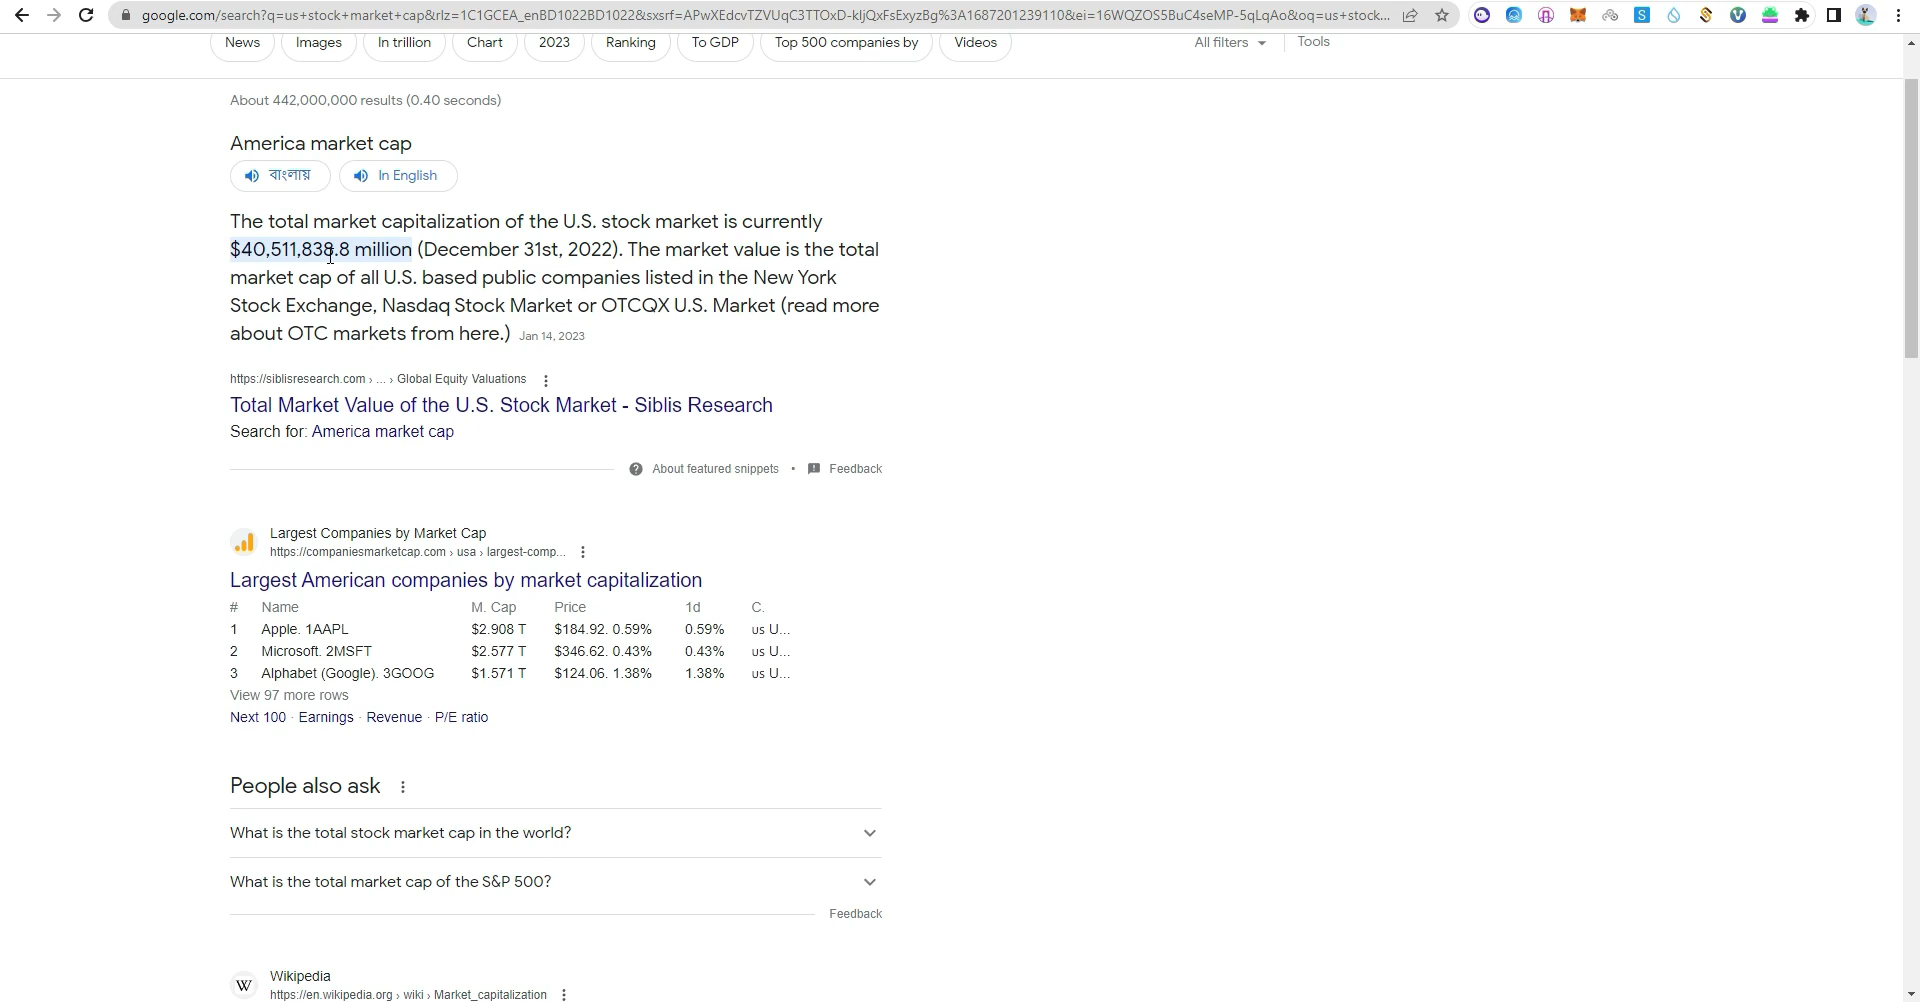 google.com/search?q=us+stock+market+cap&rlz=1C1GCEA_enBD1022BD1022&sxsrf=APwXEdcvTZVUqC3TTOxD-kljQxFsExyzBg%3A1687201239110&ei=16WQZOS5BuC4seMP-5qLqAo&oq=us+stock...
News Images In trillion Chart 2023 Ranking To GDP Top 500 companies by Videos All filters Tools
About 442,000,000 results (0.40 seconds)
America market cap
বাংলায় In English
The total market capitalization of the U.S. stock market is currently
$40,511,838.8 million (December 31st, 2022). The market value is the total
market cap of all U.S. based public companies listed in the New York
Stock Exchange, Nasdaq Stock Market or OTCQX U.S. Market (read more
about OTC markets from here.) Jan 14, 2023
https://siblisresearch.com › ... › Global Equity Valuations
Total Market Value of the U.S. Stock Market - Siblis Research
Search for: America market cap
About featured snippets • Feedback
Largest Companies by Market Cap
https://companiesmarketcap.com › usa › largest-comp...
Largest American companies by market capitalization
# Name M. Cap Price 1d C.
1 Apple. 1AAPL $2.908 T $184.92. 0.59% 0.59% us U...
2 Microsoft. 2MSFT $2.577 T $346.62. 0.43% 0.43% us U...
3 Alphabet (Google). 3GOOG $1.571 T $124.06. 1.38% 1.38% us U...
View 97 more rows
Next 100 · Earnings · Revenue · P/E ratio
People also ask
What is the total stock market cap in the world?
What is the total market cap of the S&P 500?
Feedback
W Wikipedia
https://en.wikipedia.org › wiki › Market_capitalization